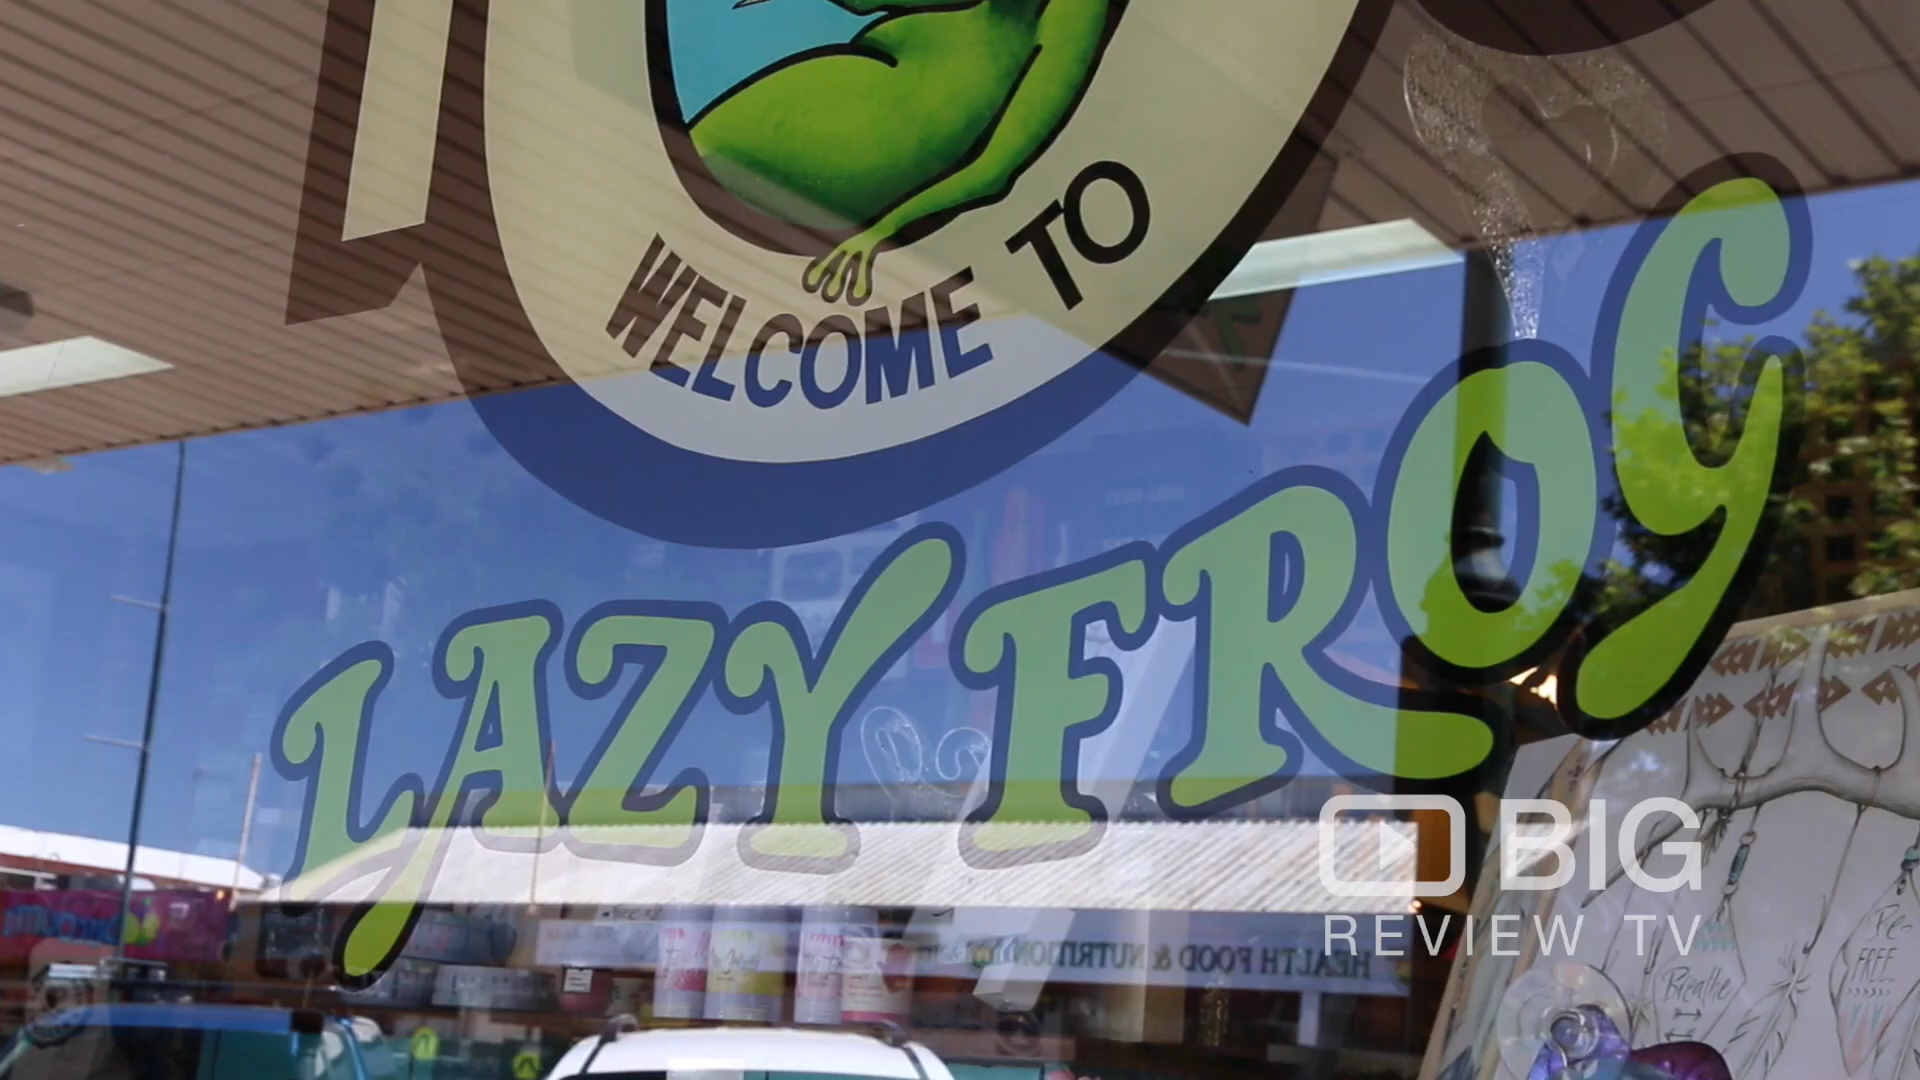 WELCOME TO
LAZY FROG
BIG
REVIEW TV
HEALTH FOOD & NUTRITION
Breathe
Be
FREE